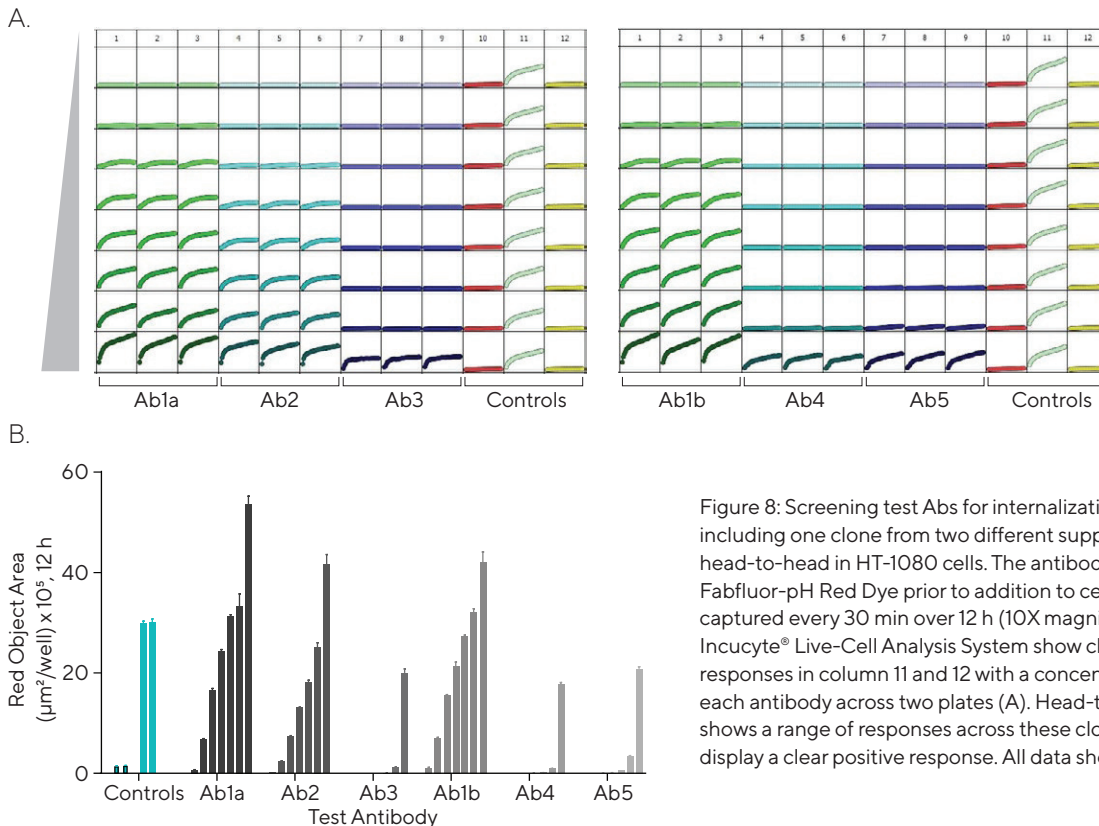 A.
1 2 3 4 5 6 7 8 9 10 11 12
1 2 3 4 5 6 7 8 9 10 11 12
Ab1a Ab2 Ab3 Controls
Ab1b Ab4 Ab5 Controls
B.
60
40
20
0
Red Object Area
(µm²/well) x 10⁵, 12 h
Controls Ab1a Ab2 Ab3 Ab1b Ab4 Ab5
Test Antibody
Figure 8: Screening test Abs for internalizati
including one clone from two different supp
head-to-head in HT-1080 cells. The antibod
Fabfluor-pH Red Dye prior to addition to ce
captured every 30 min over 12 h (10X magni
Incucyte® Live-Cell Analysis System show cl
responses in column 11 and 12 with a concen
each antibody across two plates (A). Head-t
shows a range of responses across these clo
display a clear positive response. All data sho